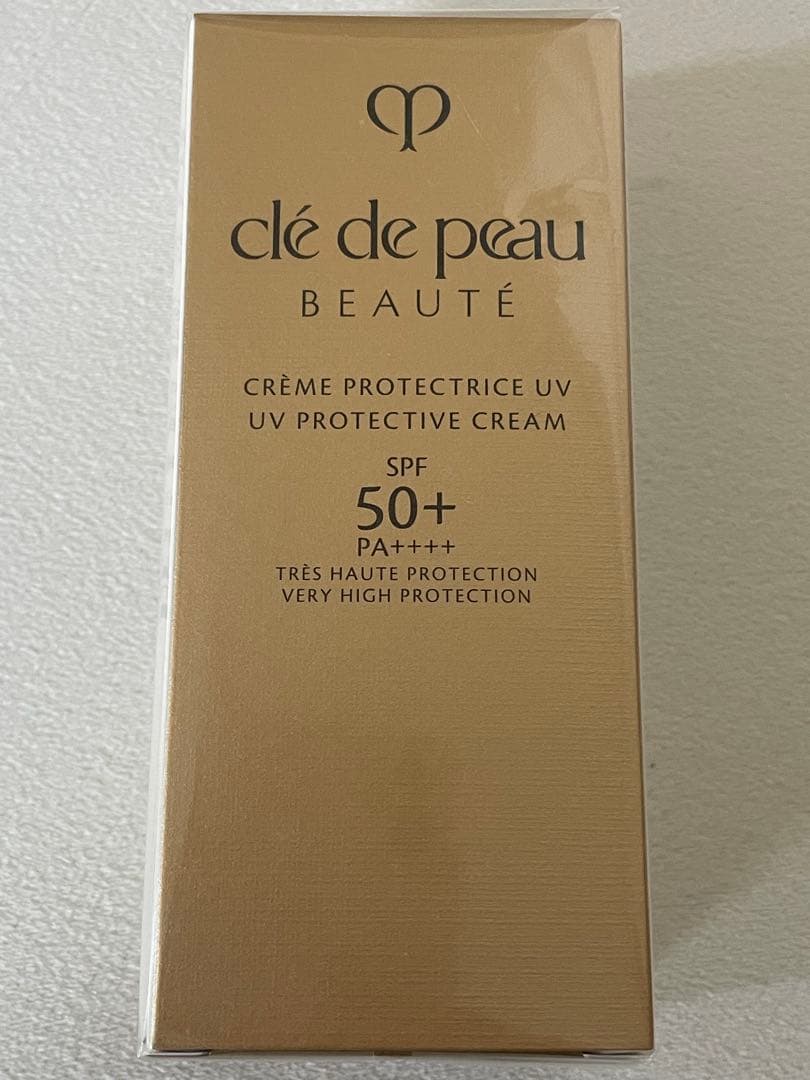 clé de peau
BEAUTÉ
CRÈME PROTECTRICE UV
UV PROTECTIVE CREAM
SPF
50+
PA++++
TRÈS HAUTE PROTECTION
VERY HIGH PROTECTION